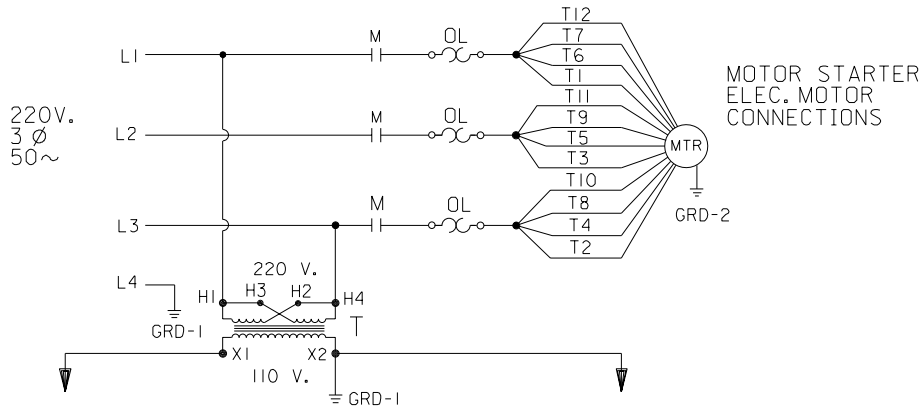 T12
T7
T6
T1
M
OL
L1
T11
T9
T5
T3
M
OL
L2
220V.
3 Ø
50~
MTR
MOTOR STARTER
ELEC. MOTOR
CONNECTIONS
T10
T8
T4
T2
M
OL
L3
GRD-2
L4
GRD-1
220 V.
H1
H3
H2
H4
T
X1
X2
110 V.
GRD-1